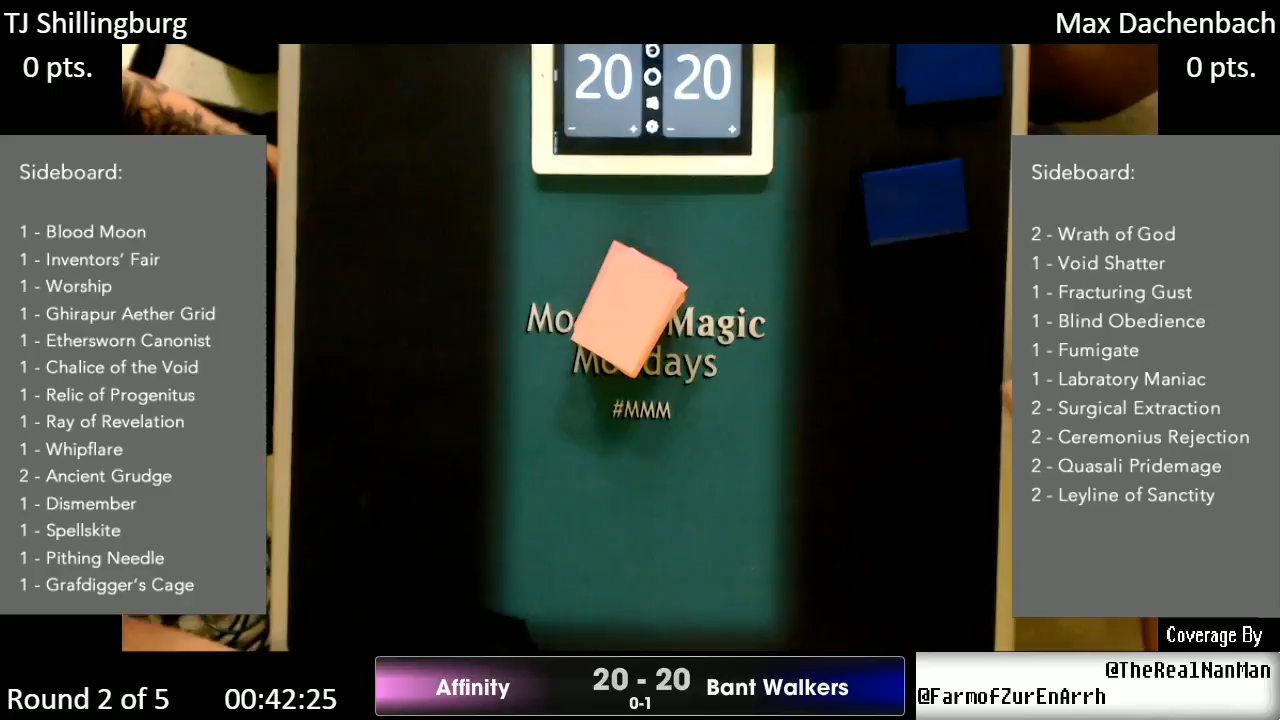 TJ Shillingburg
0 pts.
Max Dachenbach
0 pts.
20 20
Sideboard:
1 - Blood Moon
1 - Inventors' Fair
1 - Worship
1 - Ghirapur Aether Grid
1 - Ethersworn Canonist
1 - Chalice of the Void
1 - Relic of Progenitus
1 - Ray of Revelation
1 - Whipflare
2 - Ancient Grudge
1 - Dismember
1 - Spellskite
1 - Pithing Needle
1 - Grafdigger's Cage
Magic
#MMM
Sideboard:
2 - Wrath of God
1 - Void Shatter
1 - Fracturing Gust
1 - Blind Obedience
1 - Fumigate
1 - Labratory Maniac
2 - Surgical Extraction
2 - Ceremonius Rejection
2 - Quasali Pridemage
2 - Leyline of Sanctity
Coverage By
@TheRealNanMan
@FarmofZurEnArrh
Round 2 of 5 00:42:25
Affinity 20 - 20 Bant Walkers
0-1